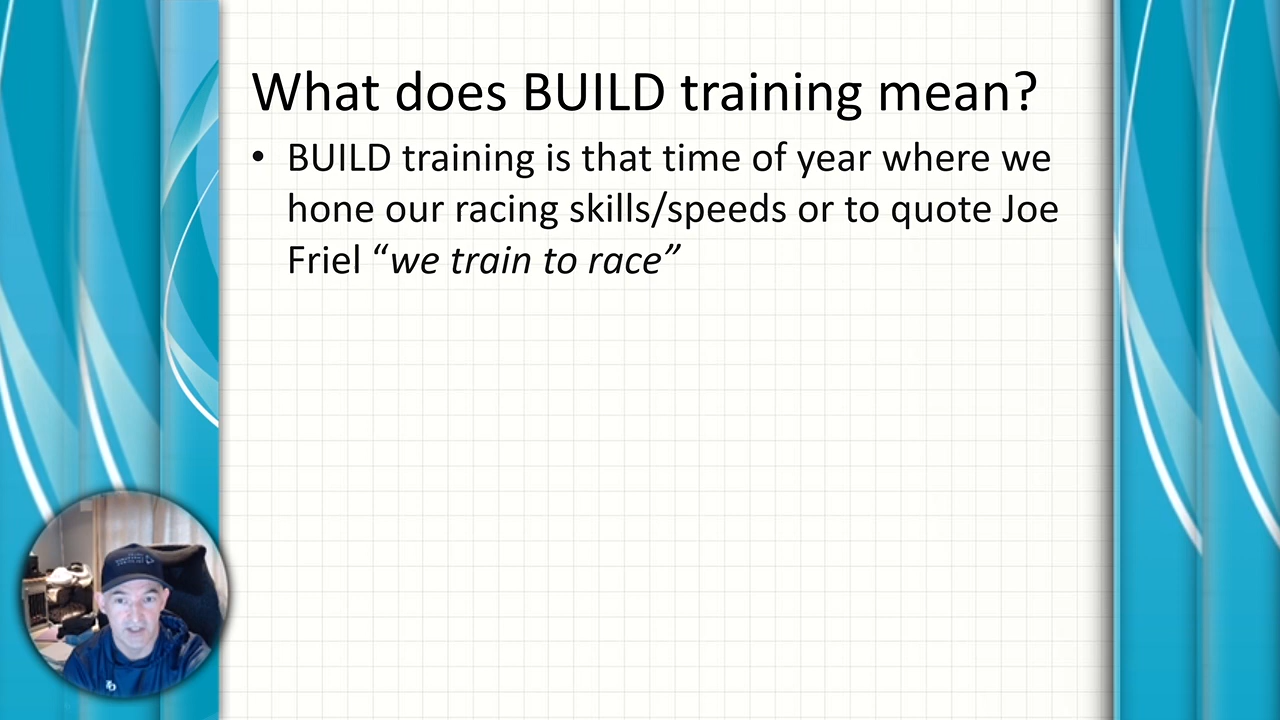 What does BUILD training mean?
• BUILD training is that time of year where we
hone our racing skills/speeds or to quote Joe
Friel “we train to race”